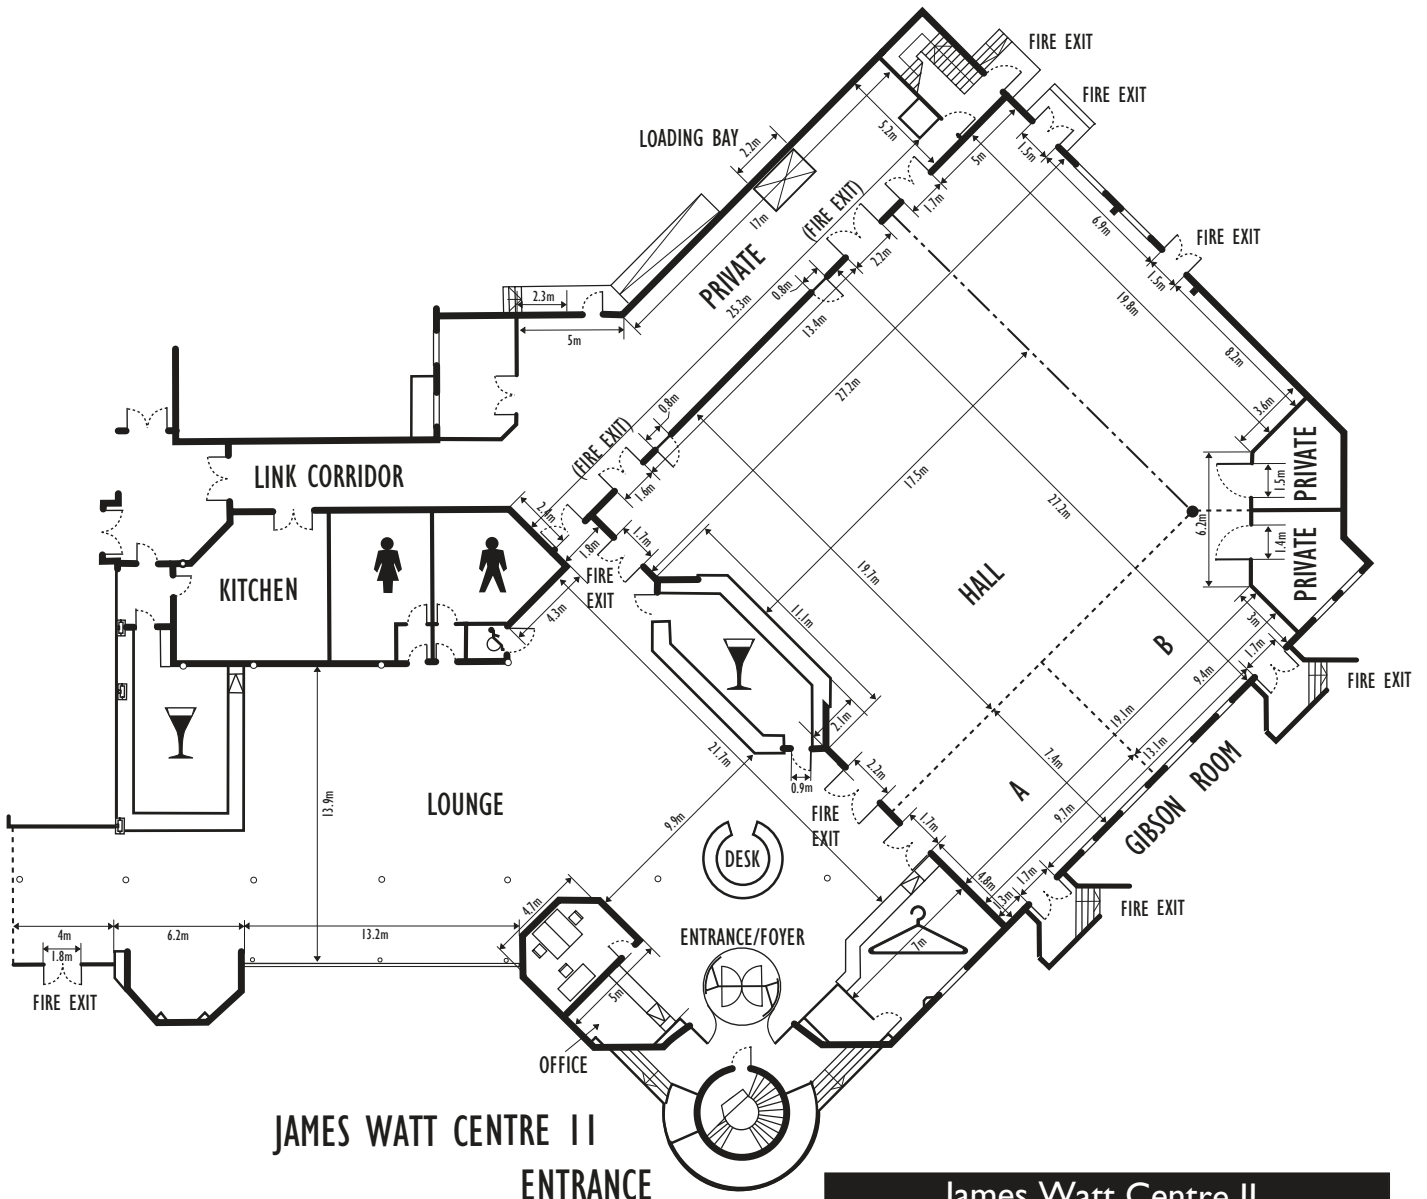 FIRE EXIT
FIRE EXIT
LOADING BAY
2.2m
5.2m
5m
1.5m
17m
(FIRE EXIT)
1.7m
6.9m
FIRE EXIT
PRIVATE
2.2m
1.5m
0.8m
25.3m
13.4m
19.8m
2.3m
5m
8.2m
27.2m
3.6m
0.8m
(FIRE EXIT)
LINK CORRIDOR
17.5m
27.2m
1.6m
PRIVATE
1.5m
6.2m
2.4m
1.7m
1.8m
1.4m
PRIVATE
KITCHEN
FIRE
EXIT
4.3m
19.7m
HALL
11.1m
3m
B
1.7m
9.4m
FIRE EXIT
19.1m
2.1m
21.7m
7.4m
13.1m
2.2m
0.9m
A
GIBSON ROOM
13.9m
LOUNGE
9.9m
FIRE
EXIT
9.7m
1.7m
DESK
4.8m
1.7m
1.3m
FIRE EXIT
4.7m
4m
6.2m
13.2m
ENTRANCE/FOYER
7m
1.8m
5m
FIRE EXIT
OFFICE
JAMES WATT CENTRE II
ENTRANCE
James Watt Centre II